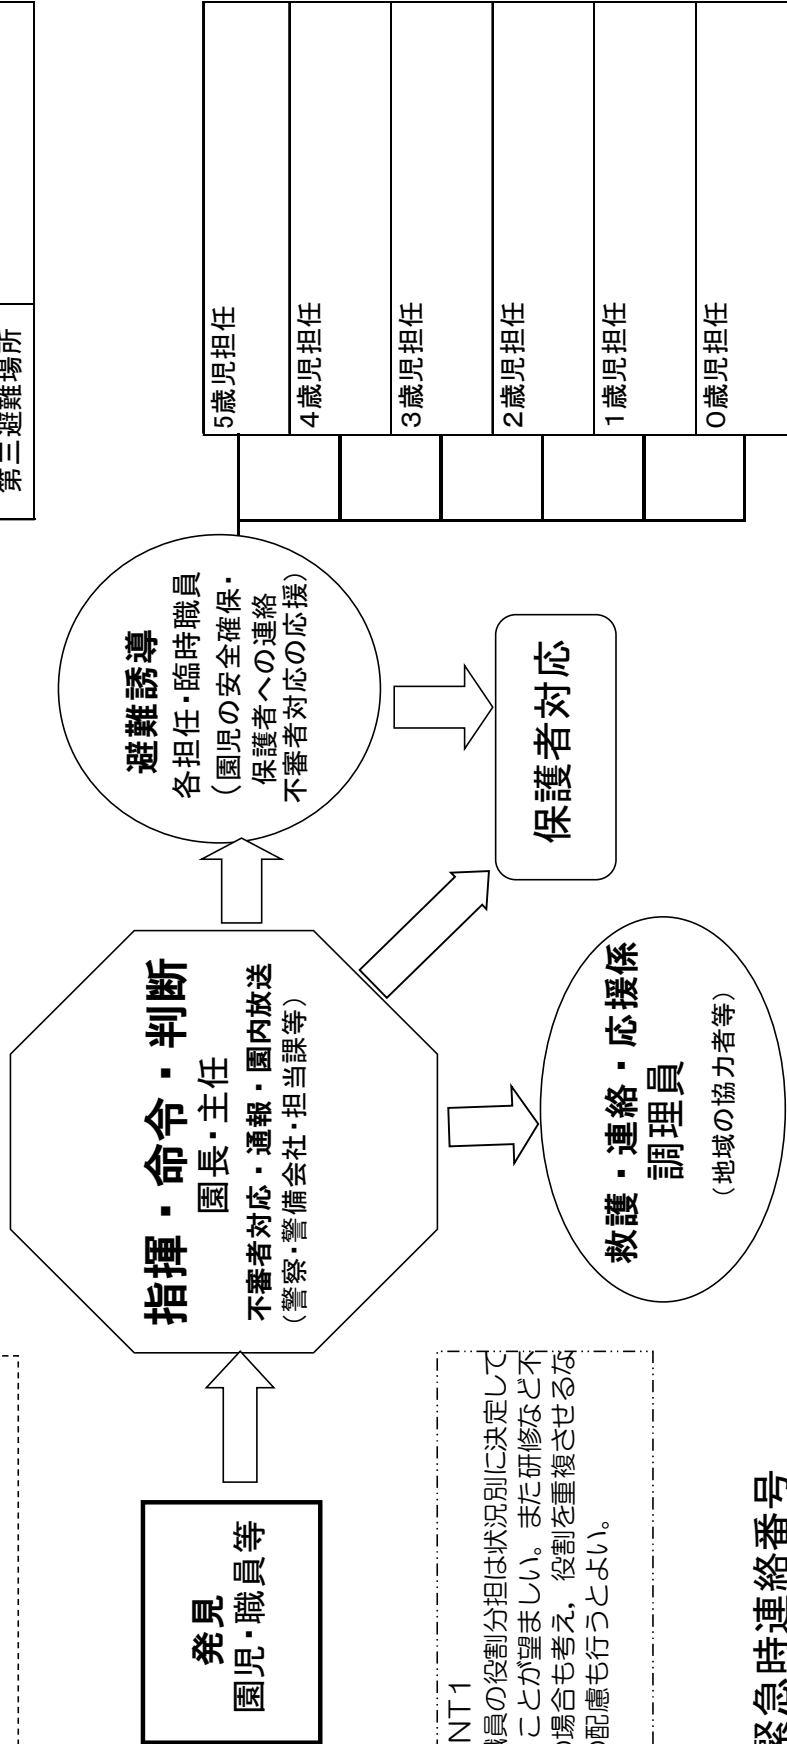 第三避難場所
発見
園児・職員等
指揮・命令・判断
園長・主任
不審者対応・通報・園内放送
（警察・警備会社・担当課等）
避難誘導
各担任・臨時職員
（園児の安全確保・
保護者への連絡
不審者対応の応援）
5歳児担任
4歳児担任
3歳児担任
2歳児担任
1歳児担任
0歳児担任
保護者対応
救護・連絡・応援係
調理員
（地域の協力者等）
NT1
職員の役割分担は状況別に決定して
ことが望ましい。また研修など不
の場合も考え，役割を重複させるな
の配慮も行うとよい。
緊急時連絡番号